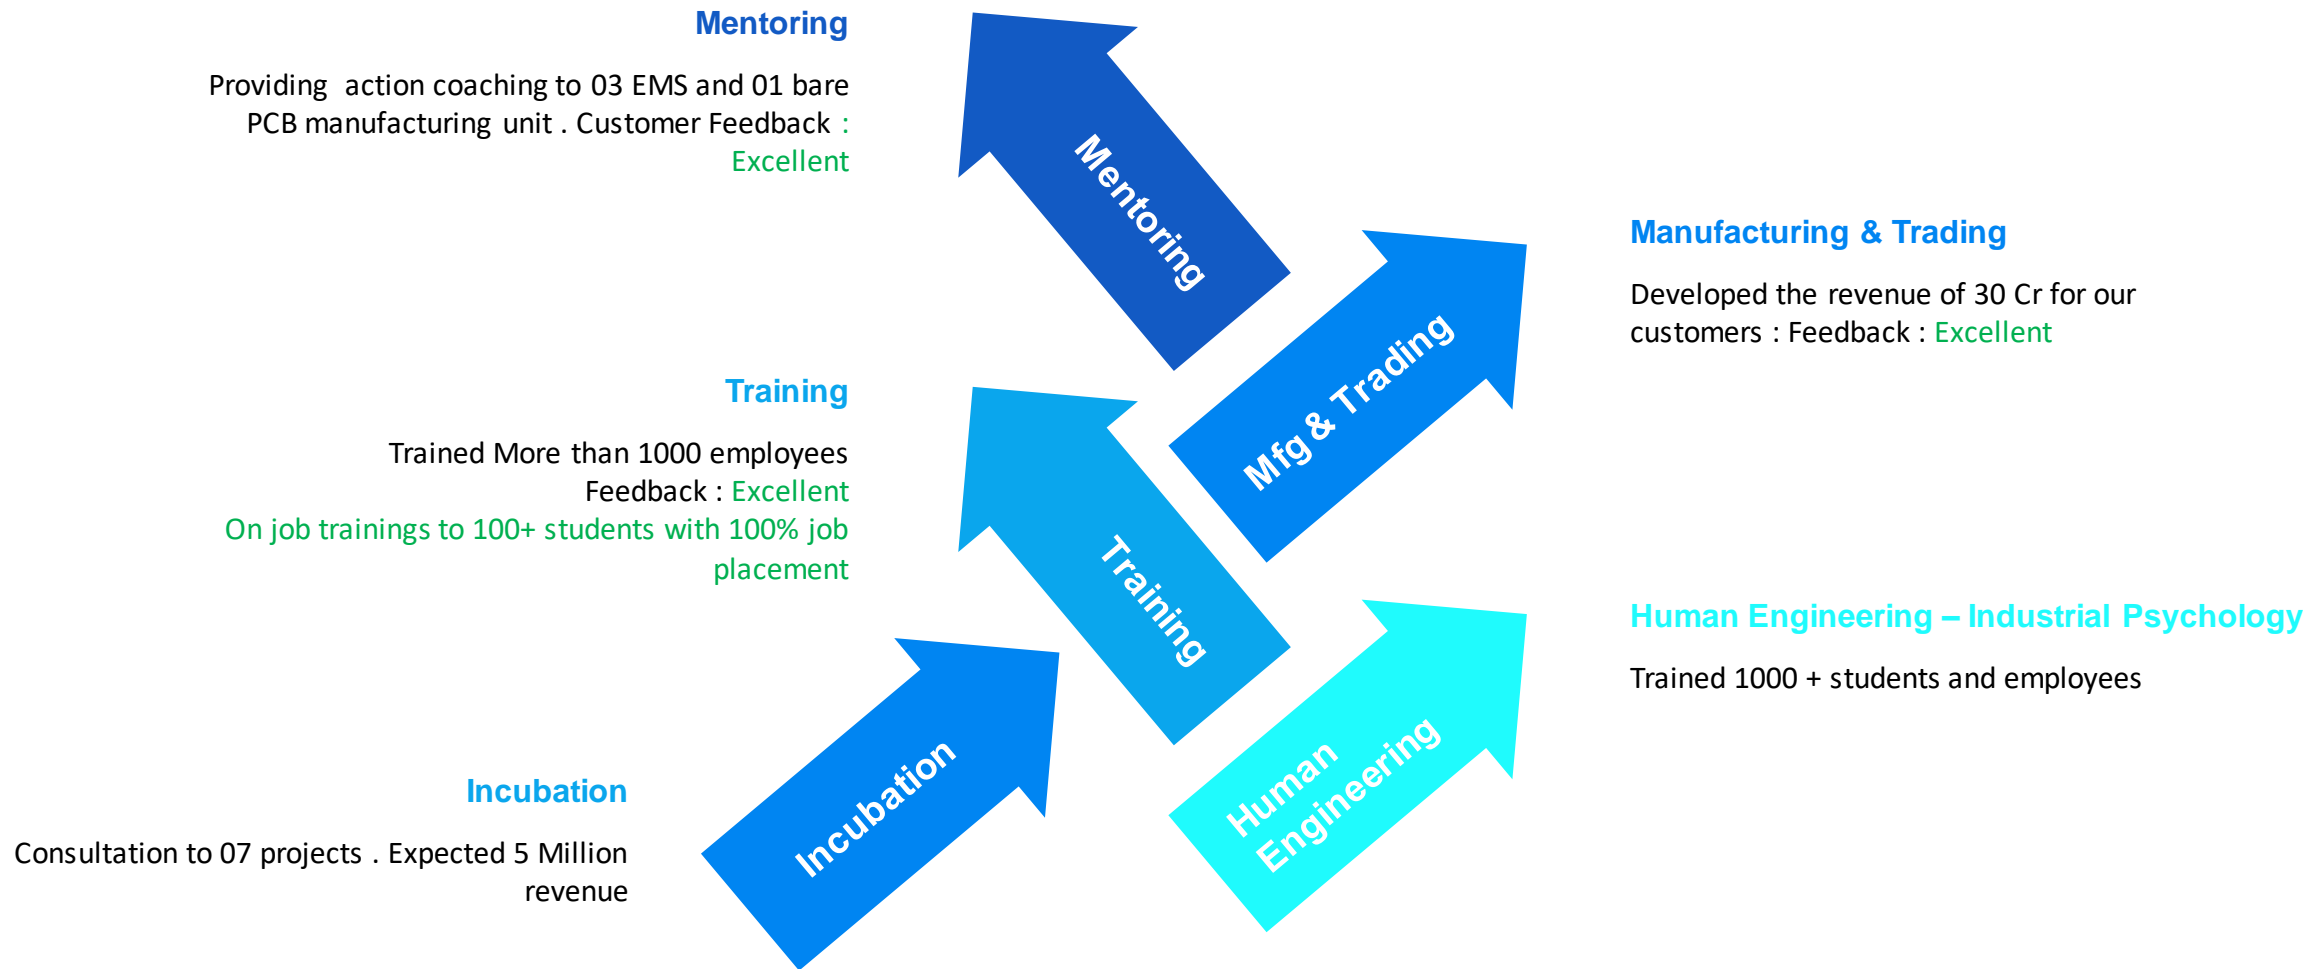 Mentoring
Providing action coaching to 03 EMS and 01 bare
PCB manufacturing unit . Customer Feedback :
Excellent
Mentoring
Manufacturing & Trading
Developed the revenue of 30 Cr for our
customers : Feedback : Excellent
Mfg & Trading
Training
Trained More than 1000 employees
Feedback : Excellent
On job trainings to 100+ students with 100% job
placement
Training
Human Engineering – Industrial Psychology
Trained 1000 + students and employees
Human
Engineering
Incubation
Consultation to 07 projects . Expected 5 Million
revenue
Incubation